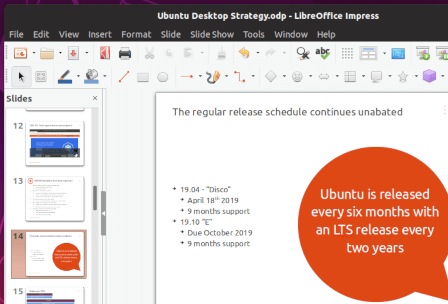 Ubuntu Desktop Strategy.odp - LibreOffice Impress
File Edit View Insert Format Slide Slide Show Tools Window Help
abc
Slides
12
13
14
15
The regular release schedule continues unabated
19.04 - "Disco"
April 18th 2019
9 months support
19.10 "E"
Due October 2019
9 months support
Ubuntu is released
every six months with
an LTS release every
two years